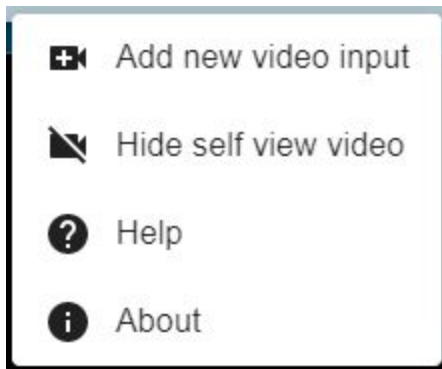 Add new video input
Hide self view video
Help
About